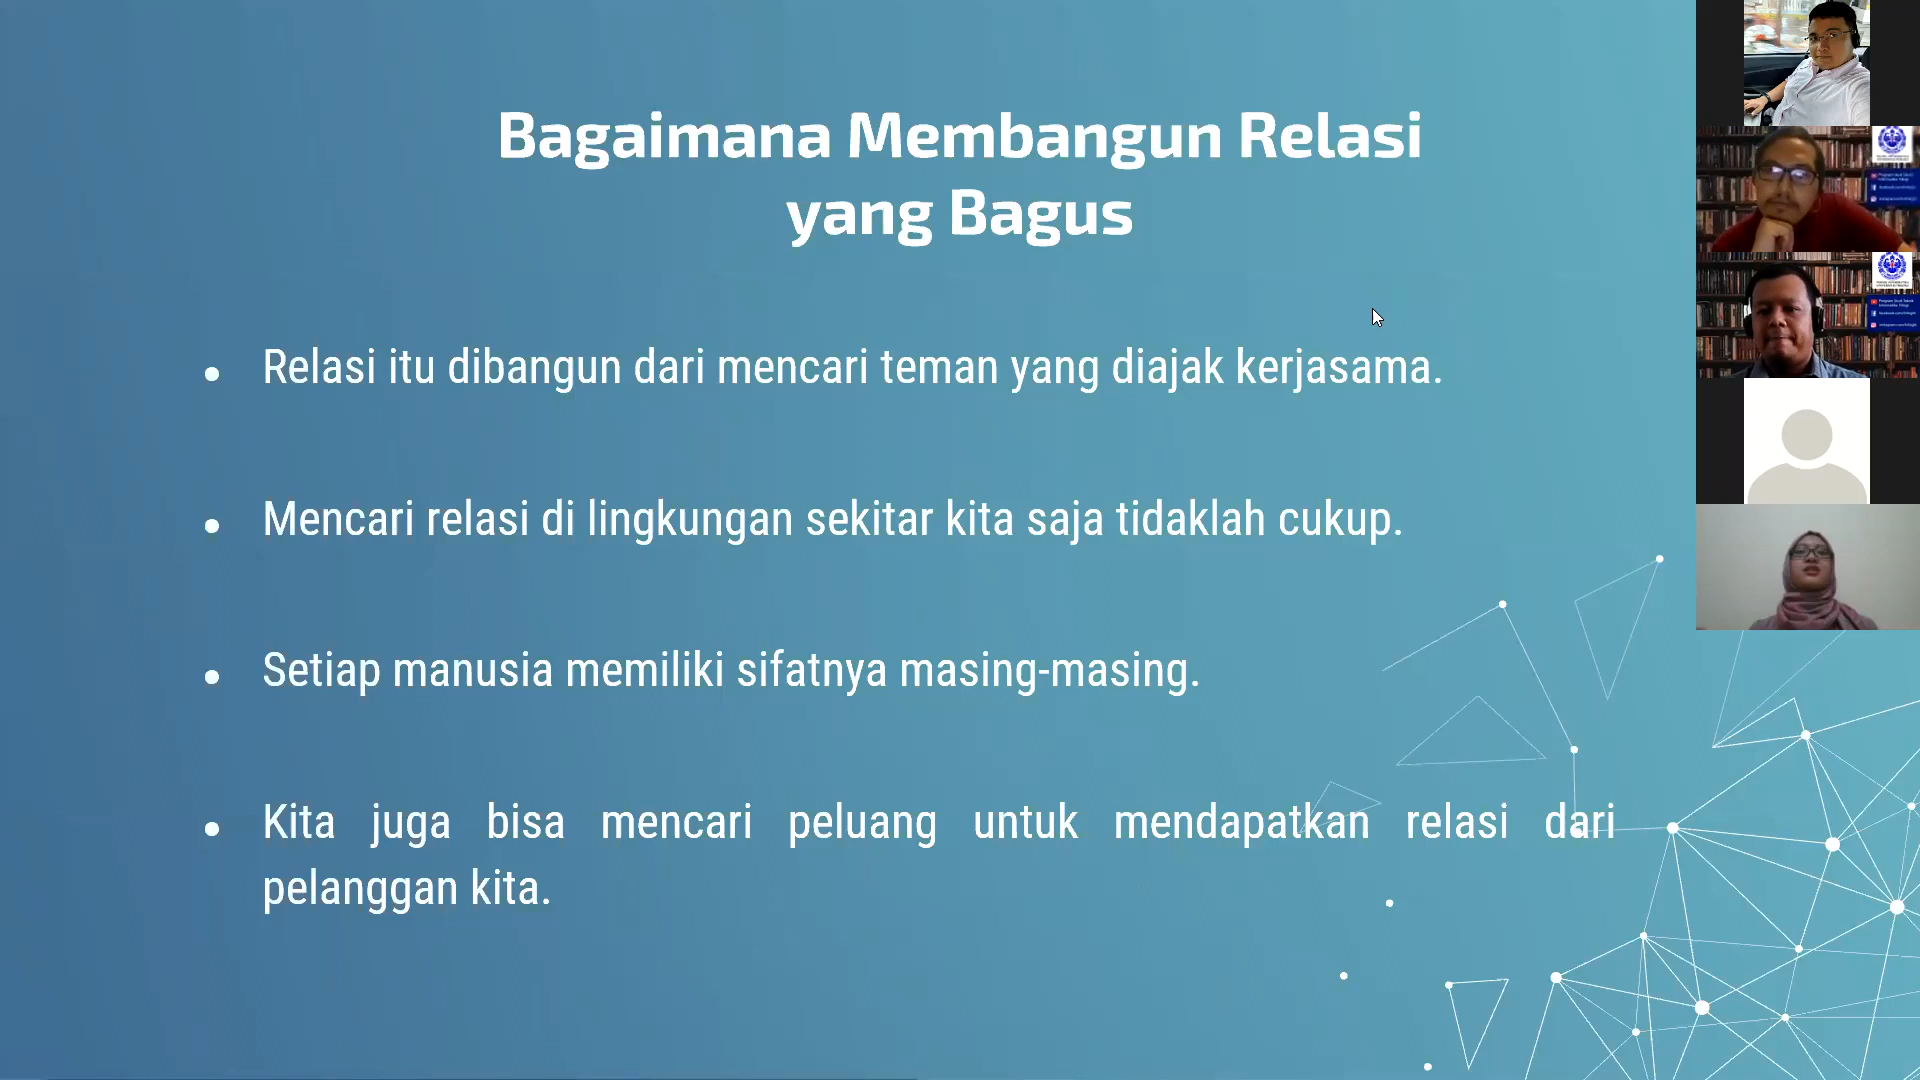 Bagaimana Membangun Relasi
yang Bagus
Relasi itu dibangun dari mencari teman yang diajak kerjasama.
Mencari relasi di lingkungan sekitar kita saja tidaklah cukup.
Setiap manusia memiliki sifatnya masing-masing.
Kita juga bisa mencari peluang untuk mendapatkan relasi dari
pelanggan kita.